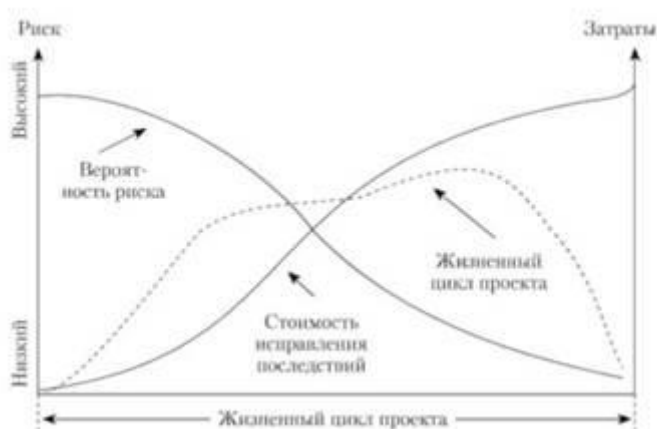 Риск
Затраты
Высокий
Вероят-
ность риска
Жизненный
цикл проекта
Стоимость
исправления
последствий
Низкий
Жизненный цикл проекта